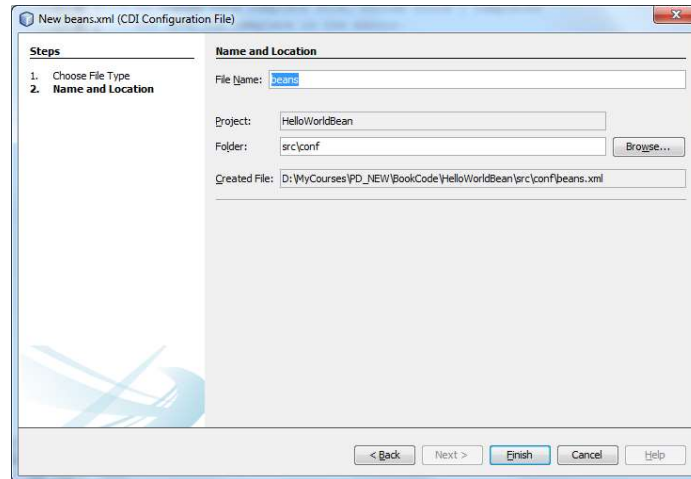 New beans.xml (CDI Configuration File)
Steps
1. Choose File Type
2. Name and Location
Name and Location
File Name: beans
Project: HelloWorldBean
Folder: src\conf Browse...
Created File: D:\MyCourses\PD_NEW\BookCode\HelloWorldBean\src\conf\beans.xml
< Back Next > Finish Cancel Help